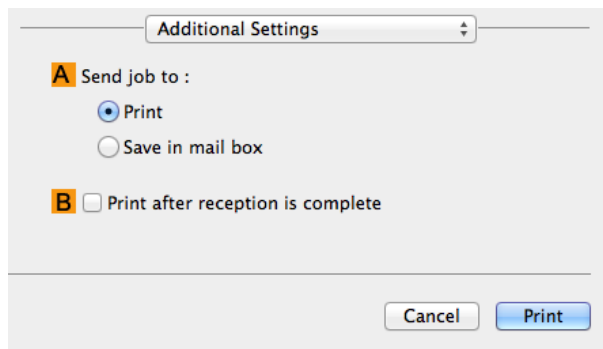 Additional Settings
A Send job to :
Print
Save in mail box
B Print after reception is complete
Cancel Print